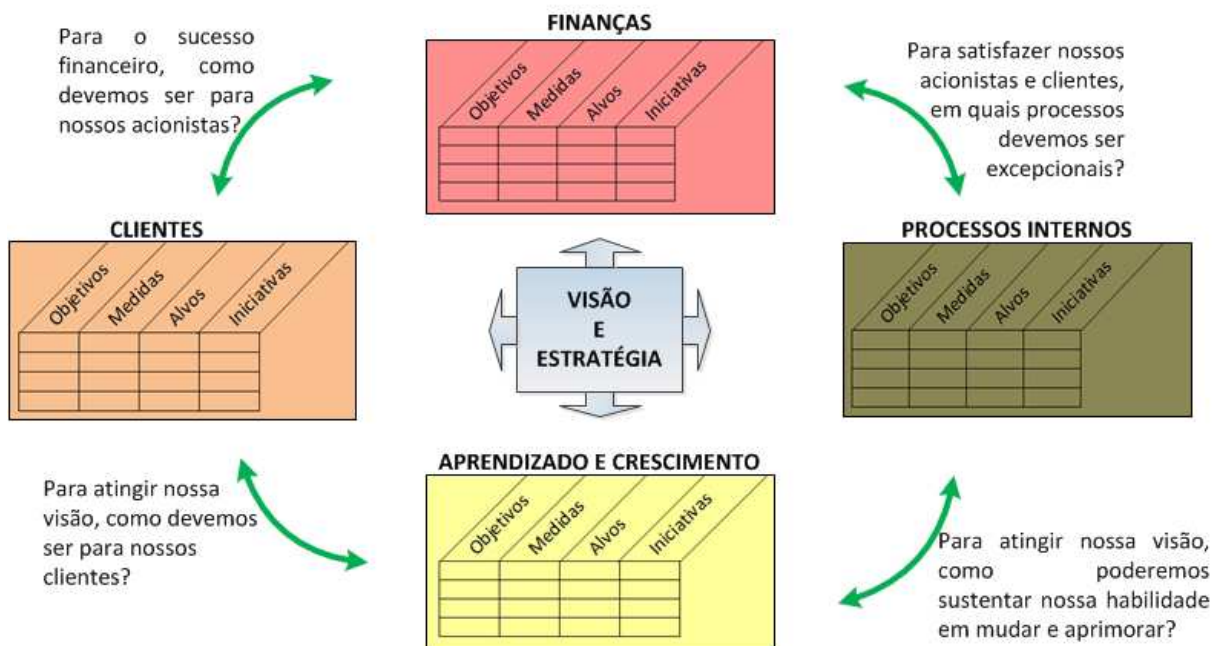 FINANÇAS
Para o sucesso
financeiro, como
devemos ser para
nossos acionistas?
Objetivos
Medidas
Alvos
Iniciativas
Para satisfazer nossos
acionistas e clientes,
em quais processos
devemos ser
excepcionais?
CLIENTES
Objetivos
Medidas
Alvos
Iniciativas
VISÃO
E
ESTRATÉGIA
PROCESSOS INTERNOS
Objetivos
Medidas
Alvos
Iniciativas
Para atingir nossa
visão, como devemos
ser para nossos
clientes?
APRENDIZADO E CRESCIMENTO
Objetivos
Medidas
Alvos
Iniciativas
Para atingir nossa visão,
como poderemos
sustentar nossa habilidade
em mudar e aprimorar?